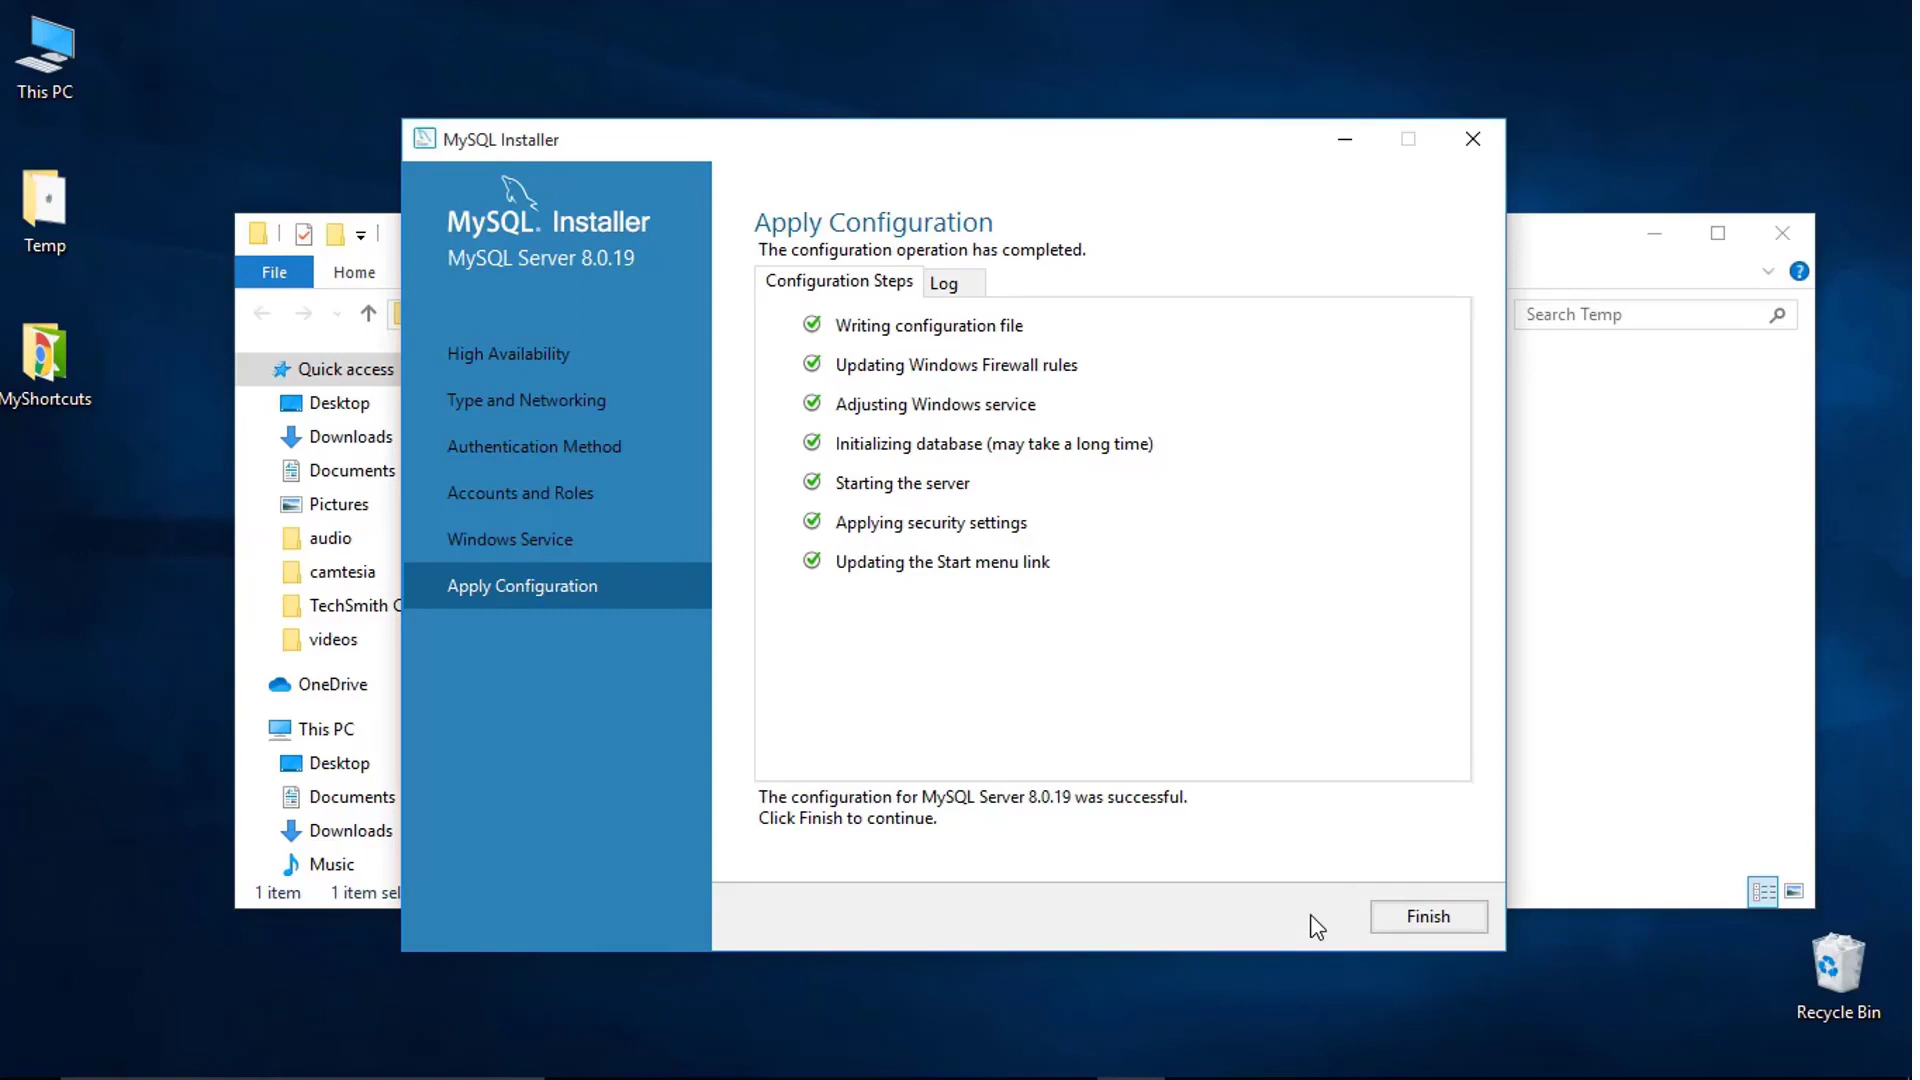 This PC
Temp
MyShortcuts
File
Home
Quick access
Desktop
Downloads
Documents
Pictures
audio
camtesia
TechSmith C
videos
OneDrive
This PC
Desktop
Documents
Downloads
Music
1 item 1 item sel
MySQL Installer
MySQL. Installer
MySQL Server 8.0.19
High Availability
Type and Networking
Authentication Method
Accounts and Roles
Windows Service
Apply Configuration
Apply Configuration
The configuration operation has completed.
Configuration Steps Log
Writing configuration file
Updating Windows Firewall rules
Adjusting Windows service
Initializing database (may take a long time)
Starting the server
Applying security settings
Updating the Start menu link
The configuration for MySQL Server 8.0.19 was successful.
Click Finish to continue.
Finish
?
Search Temp
Recycle Bin